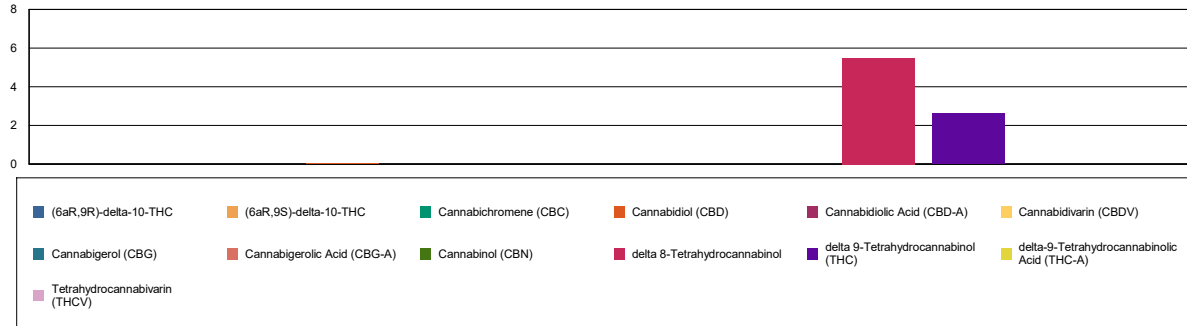 8
6
4
2
0
(6aR,9R)-delta-10-THC
(6aR,9S)-delta-10-THC
Cannabichromene (CBC)
Cannabidiol (CBD)
Cannabidiolic Acid (CBD-A)
Cannabidivarin (CBDV)
Cannabigerol (CBG)
Cannabigerolic Acid (CBG-A)
Cannabinol (CBN)
delta 8-Tetrahydrocannabinol
delta 9-Tetrahydrocannabinol
(THC)
delta-9-Tetrahydrocannabinolic
Acid (THC-A)
Tetrahydrocannabivarin
(THCV)